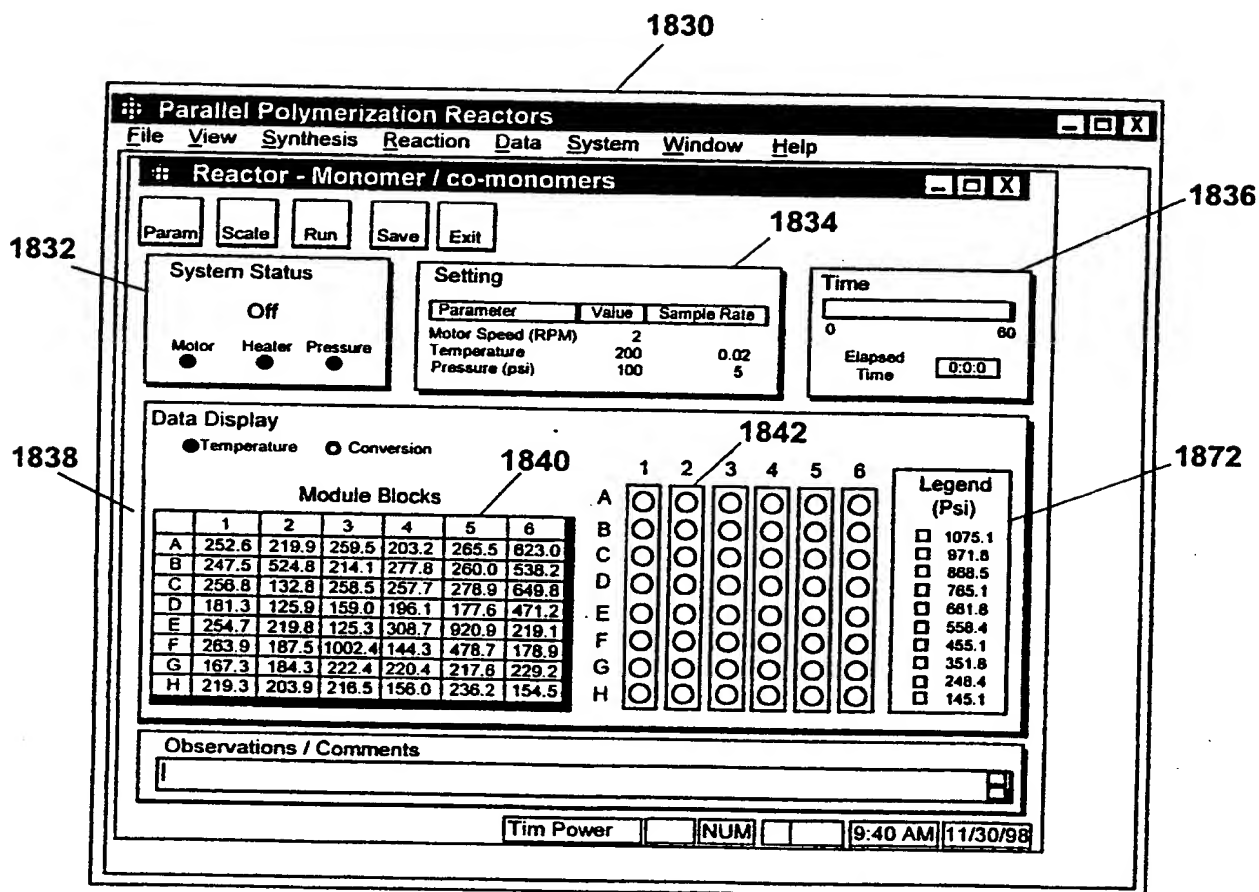 1830
Parallel Polymerization Reactors
File View Synthesis Reaction Data System Window Help
Reactor - Monomer / co-monomers
1836
Param Scale Run Save Exit
1834
1832
System Status
Off
Motor Heater Pressure
Setting
Parameter Value Sample Rate
Motor Speed (RPM) 2
Temperature 200 0.02
Pressure (psi) 100 5
Time
0 60
Elapsed Time 0:0:0
Data Display
Temperature Conversion
1838
1840
1842
1872
Module Blocks
1 2 3 4 5 6
A 252.6 219.9 259.5 203.2 265.5 623.0
B 247.5 524.8 214.1 277.8 260.0 538.2
C 256.8 132.8 258.5 257.7 278.9 649.8
D 181.3 125.9 159.0 196.1 177.6 471.2
E 254.7 219.8 125.3 308.7 920.9 219.1
F 263.9 187.5 1002.4 144.3 478.7 178.9
G 167.3 184.3 222.4 220.4 217.6 229.2
H 219.3 203.9 216.5 156.0 236.2 154.5
1 2 3 4 5 6
A
B
C
D
E
F
G
H
Legend
(Psi)
1075.1
971.8
868.5
765.1
661.8
558.4
455.1
351.8
248.4
145.1
Observations / Comments
Tim Power NUM 9:40 AM 11/30/98